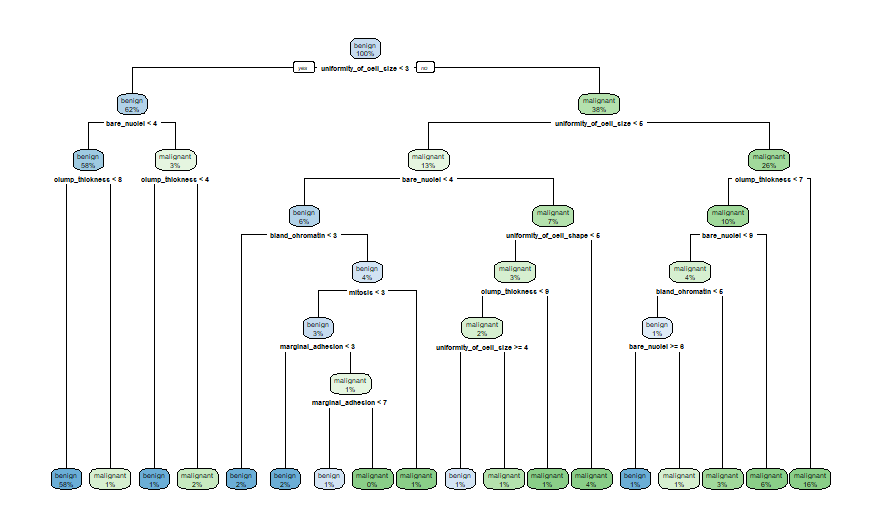 benign
100%
yes uniformity_of_cell_size < 3 no
benign
62%
malignant
38%
bare_nuclei < 4
uniformity_of_cell_size < 5
benign
58%
malignant
3%
malignant
13%
malignant
26%
clump_thickness < 8
clump_thickness < 4
bare_nuclei < 4
clump_thickness < 7
benign
6%
malignant
7%
malignant
10%
bland_chromatin < 3
uniformity_of_cell_shape < 5
bare_nuclei < 9
benign
4%
malignant
3%
malignant
4%
mitosis < 3
clump_thickness < 9
bland_chromatin < 5
benign
3%
malignant
2%
benign
1%
marginal_adhesion < 3
uniformity_of_cell_size >= 4
bare_nuclei >= 6
malignant
1%
marginal_adhesion < 7
benign malignant benign malignant benign benign benign malignant malignant benign malignant malignant malignant benign malignant malignant malignant malignant
58% 1% 1% 2% 2% 2% 1% 0% 1% 1% 1% 1% 4% 1% 1% 3% 6% 16%